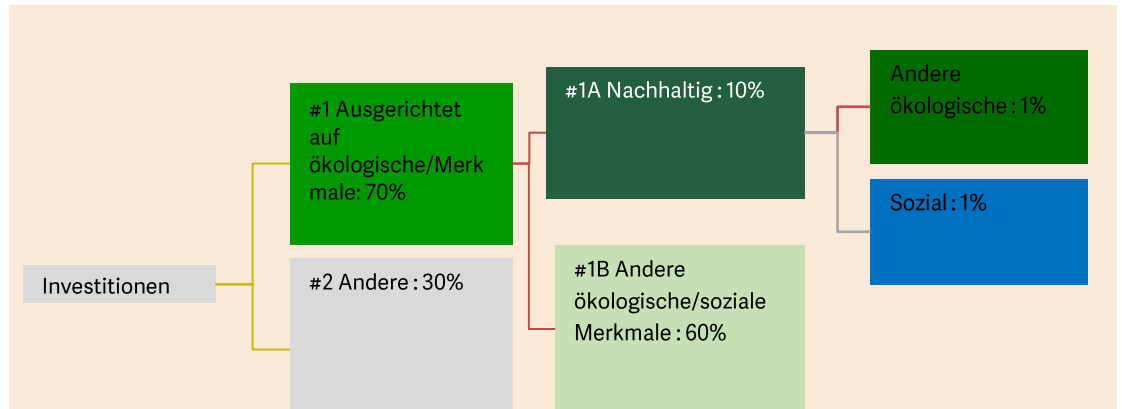 Investitionen
#1 Ausgerichtet
auf
ökologische/Merk
male: 70%
#2 Andere : 30%
#1A Nachhaltig : 10%
#1B Andere
ökologische/soziale
Merkmale : 60%
Andere
ökologische : 1%
Sozial : 1%